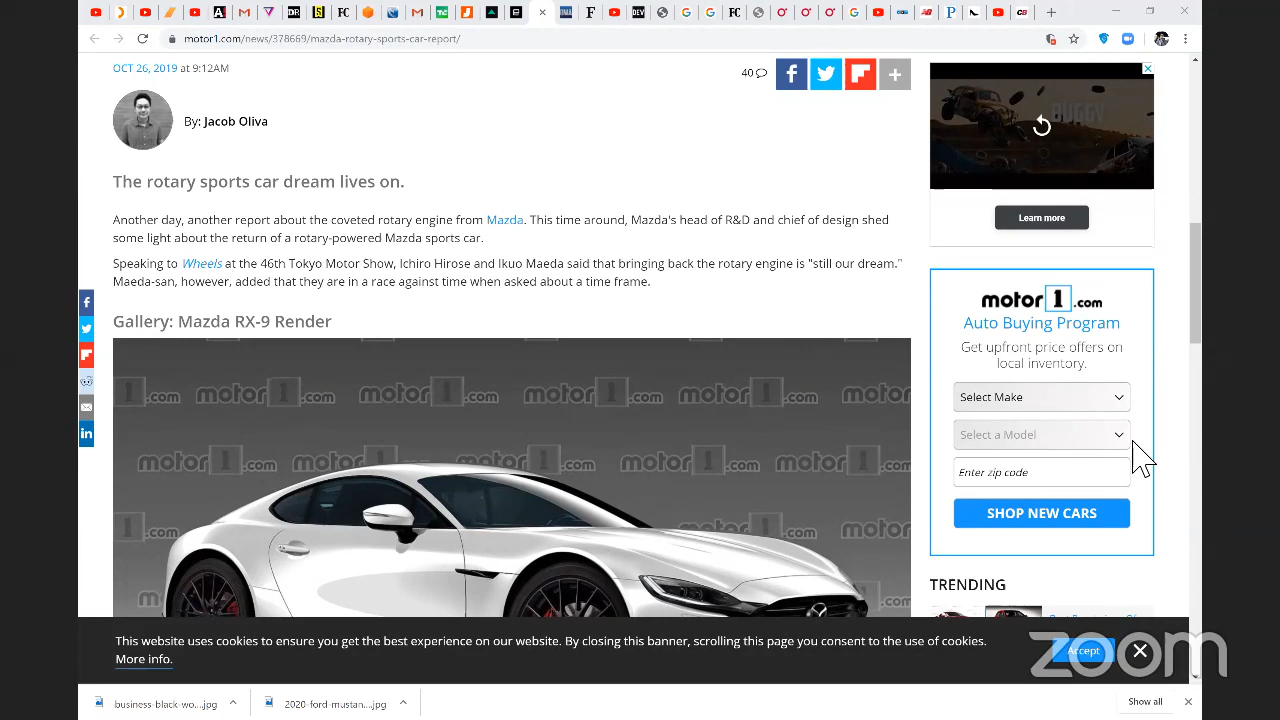 motor1.com/news/378669/mazda-rotary-sports-car-report/
OCT 26, 2019 at 9:12AM
40
By: Jacob Oliva
The rotary sports car dream lives on.
Another day, another report about the coveted rotary engine from Mazda. This time around, Mazda's head of R&D and chief of design shed
some light about the return of a rotary-powered Mazda sports car.
Speaking to Wheels at the 46th Tokyo Motor Show, Ichiro Hirose and Ikuo Maeda said that bringing back the rotary engine is "still our dream."
Maeda-san, however, added that they are in a race against time when asked about a time frame.
Gallery: Mazda RX-9 Render
BUGGY
Learn more
motor1.com
Auto Buying Program
Get upfront price offers on
local inventory.
Select Make
Select a Model
Enter zip code
SHOP NEW CARS
TRENDING
This website uses cookies to ensure you get the best experience on our website. By closing this banner, scrolling this page you consent to the use of cookies.
More info.
Accept
zoom
business-black-wo....jpg
2020-ford-mustan....jpg
Show all